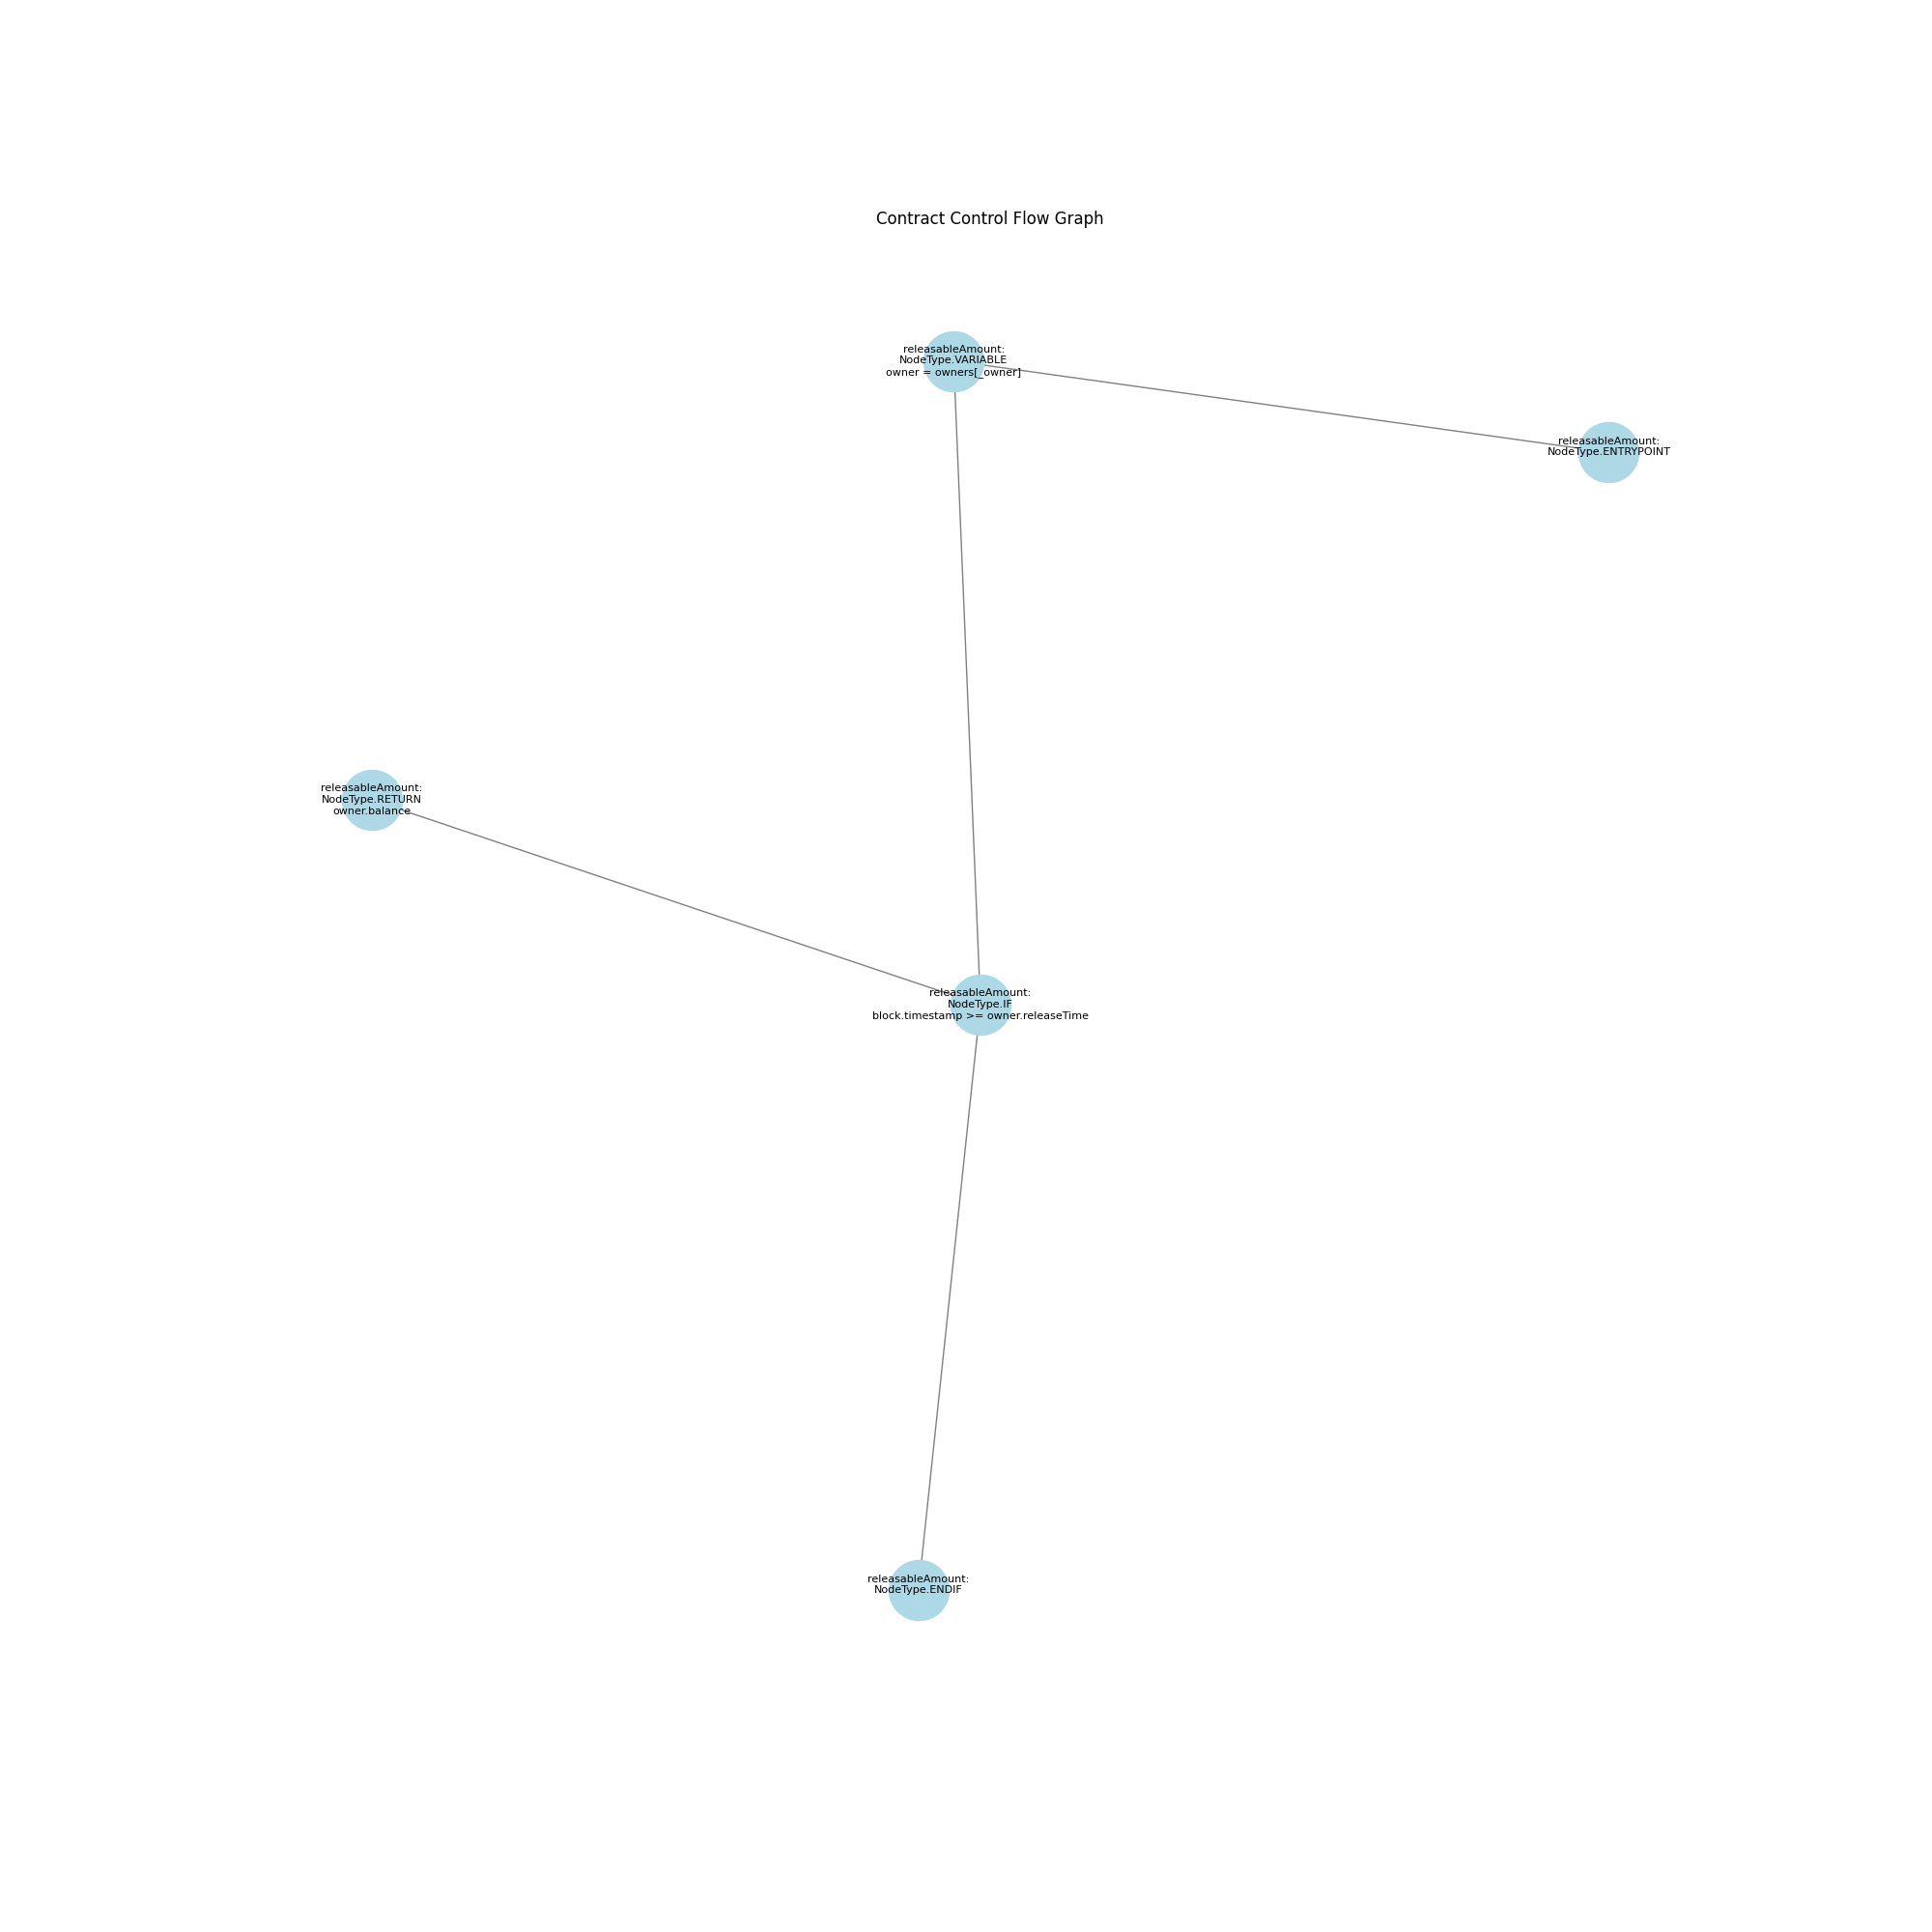 Contract Control Flow Graph
releasableAmount:
NodeType.VARIABLE
owner = owners[_owner]
releasableAmount:
NodeType.ENTRYPOINT
releasableAmount:
NodeType.RETURN
owner.balance
releasableAmount:
NodeType.IF
block.timestamp >= owner.releaseTime
releasableAmount:
NodeType.ENDIF